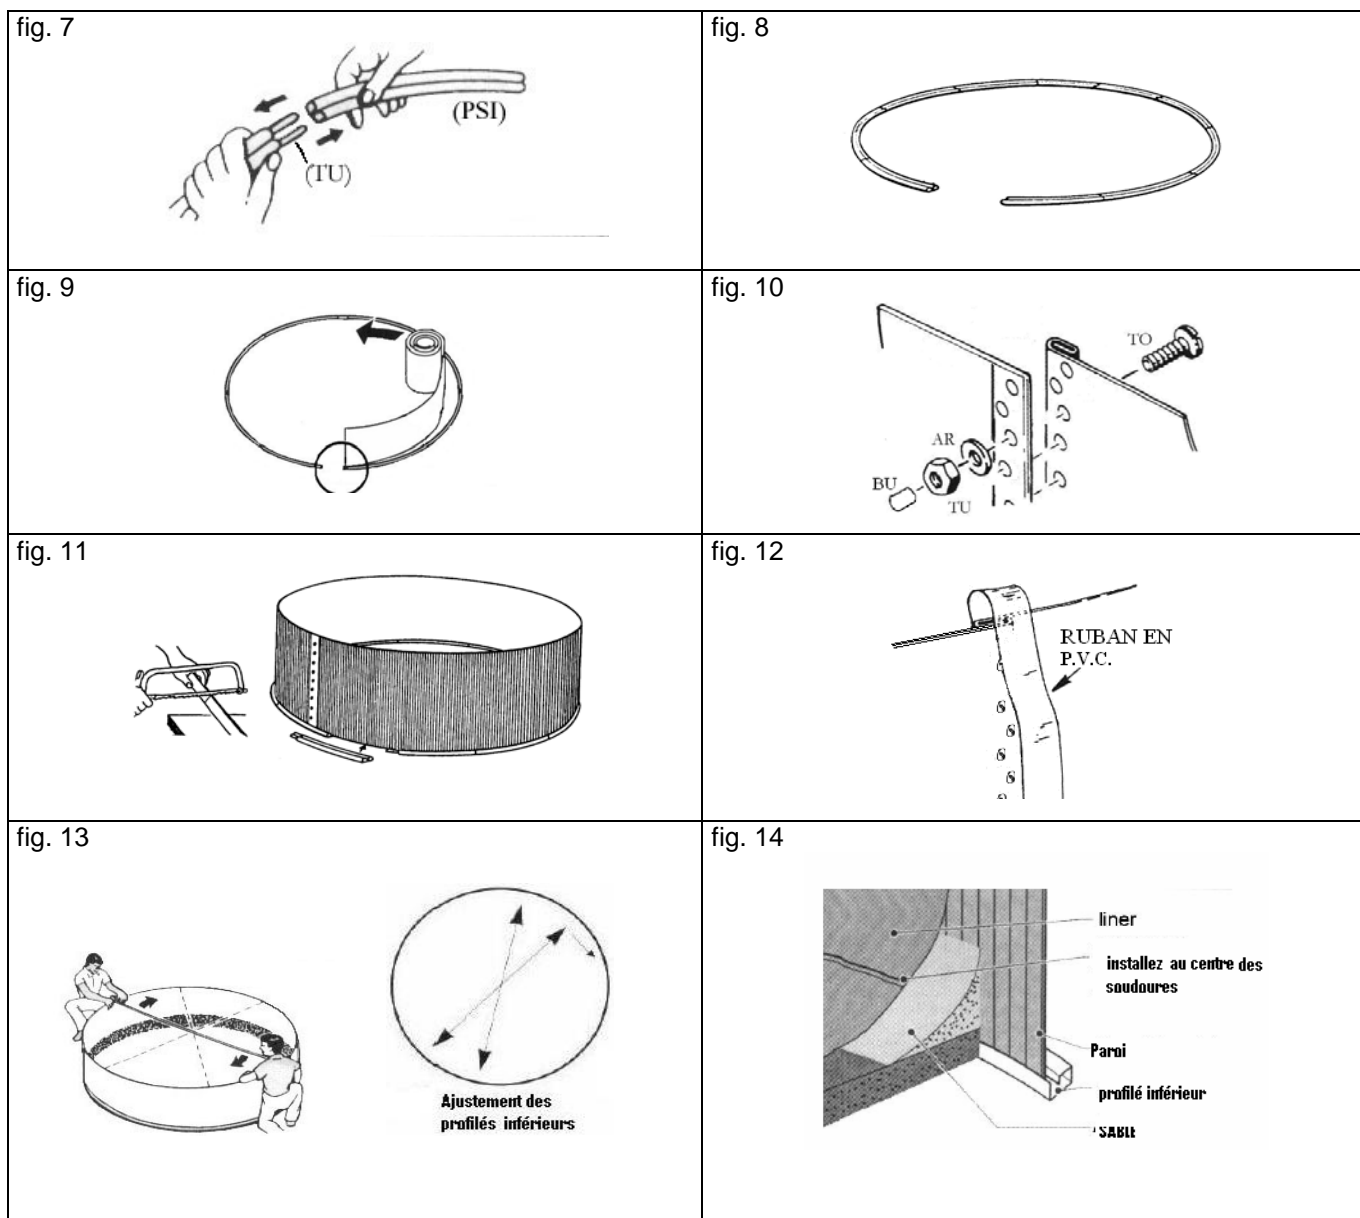 fig. 7
(PSI)
(TU)
fig. 8
fig. 9
fig. 10
TO
AR
BU
TU
fig. 11
fig. 12
RUBAN EN
P.V.C.
fig. 13
Ajustement des
profilés inférieurs
fig. 14
liner
installez au centre des
soudoures
Paroi
profilé inférieur
SABLE